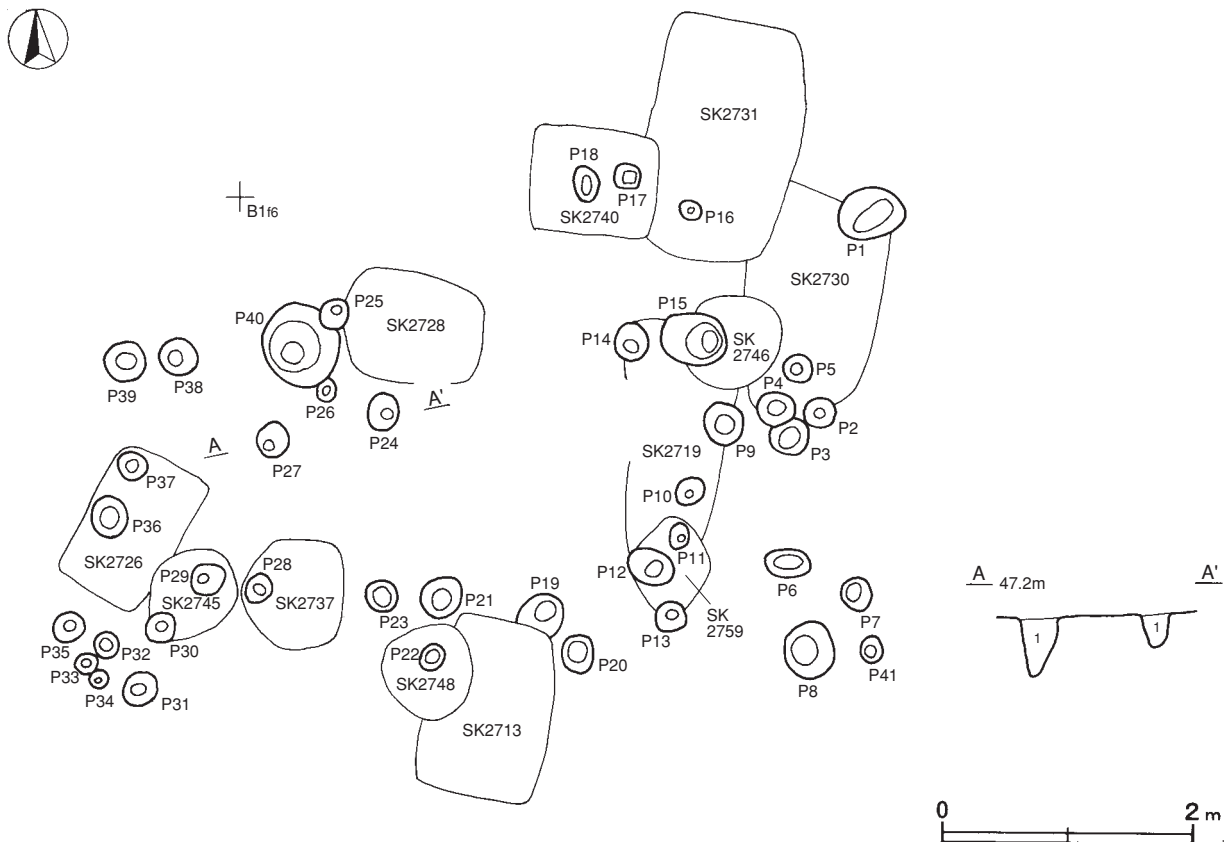 SK2731
P18
P17
SK2740
P16
B1f6
P1
SK2730
P25
P40
SK2728
P15
P14
SK
2746
P5
P4
P39
P38
P26
A'
P24
P2
P3
P9
A
P27
SK2719
P37
P10
P36
SK2726
P11
P29
P28
P12
P19
SK2745
SK2737
P21
P6
A 47.2m
A'
P23
SK
2759
P7
P13
1
1
P35
P32
P30
P22
P20
P33
SK2748
P34
P31
P8
P41
SK2713
0
2 m